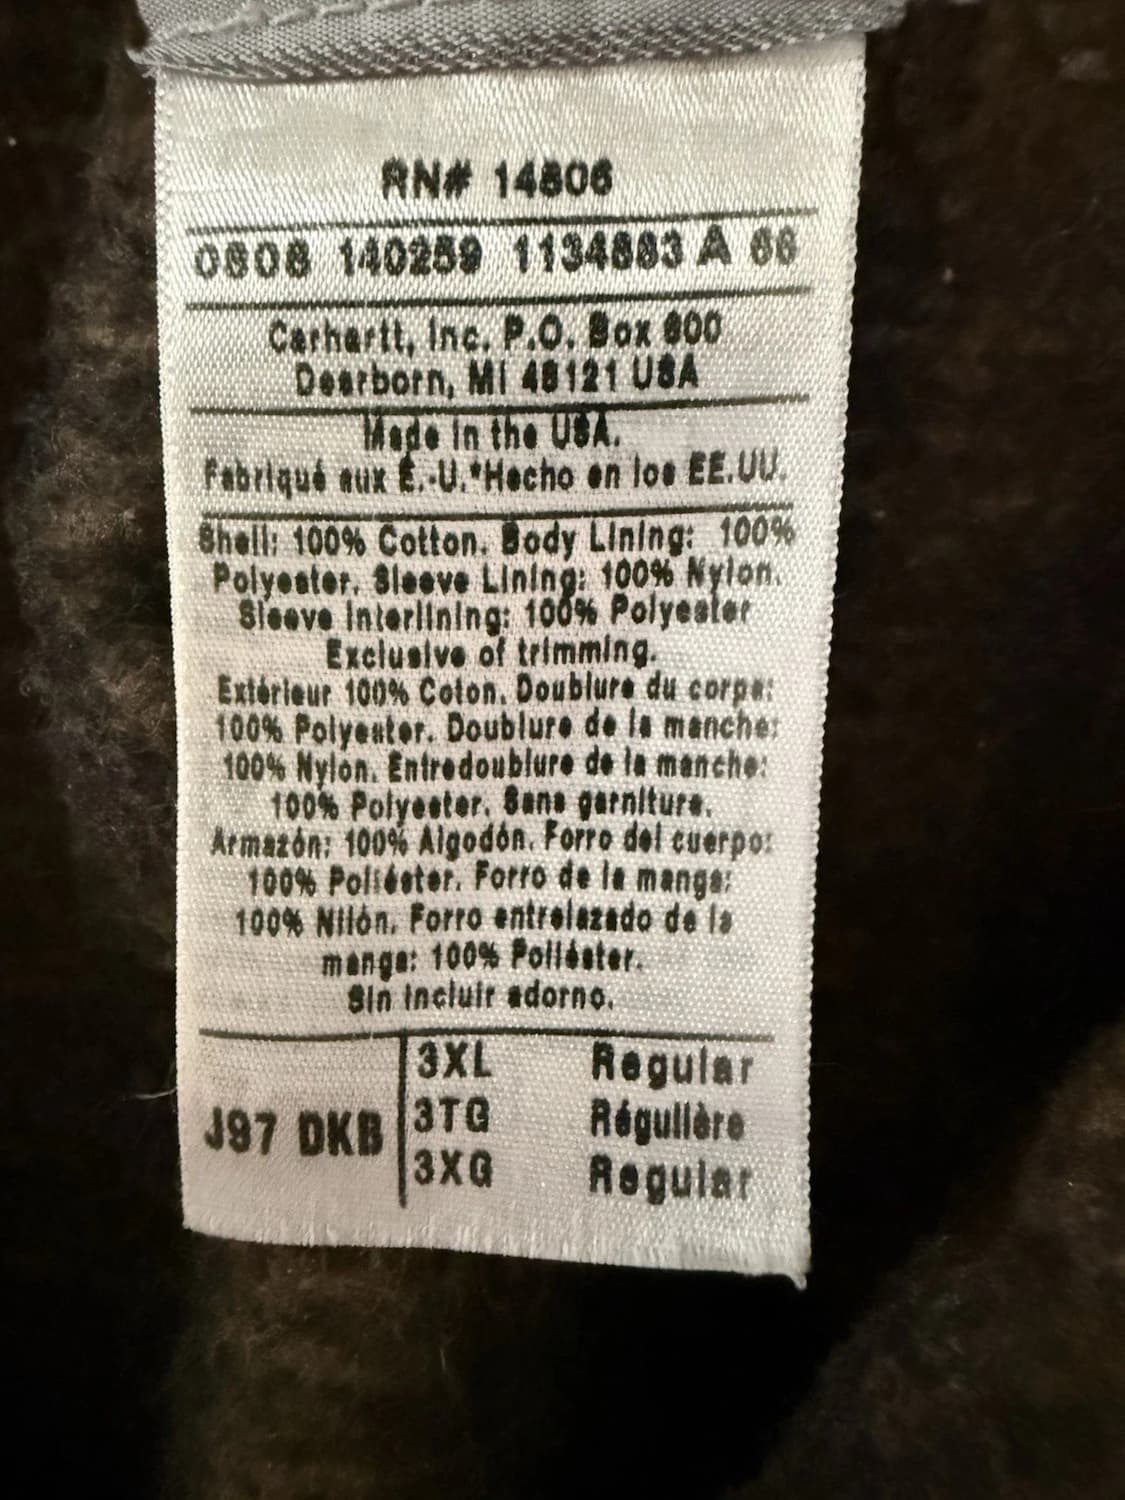 RN# 14806
0608 140259 1134683 A 66
Carhartt, Inc. P.O. Box 600
Dearborn, MI 48121 USA
Made in the USA.
Fabriqué aux É.-U.*Hecho en los EE.UU.
Shell: 100% Cotton. Body Lining: 100%
Polyester. Sleeve Lining: 100% Nylon.
Sleeve Interlining: 100% Polyester
Exclusive of trimming.
Extérieur 100% Coton. Doublure du corps:
100% Polyester. Doublure de la manche:
100% Nylon. Entredoublure de la manche:
100% Polyester. Sans garniture.
Armazón: 100% Algodón. Forro del cuerpo:
100% Poliéster. Forro de la manga:
100% Nilón. Forro entrelazado de la
manga: 100% Poliéster.
Sin incluir adorno.
J97 DKB
3XL Regular
3TG Régulière
3XG Regular